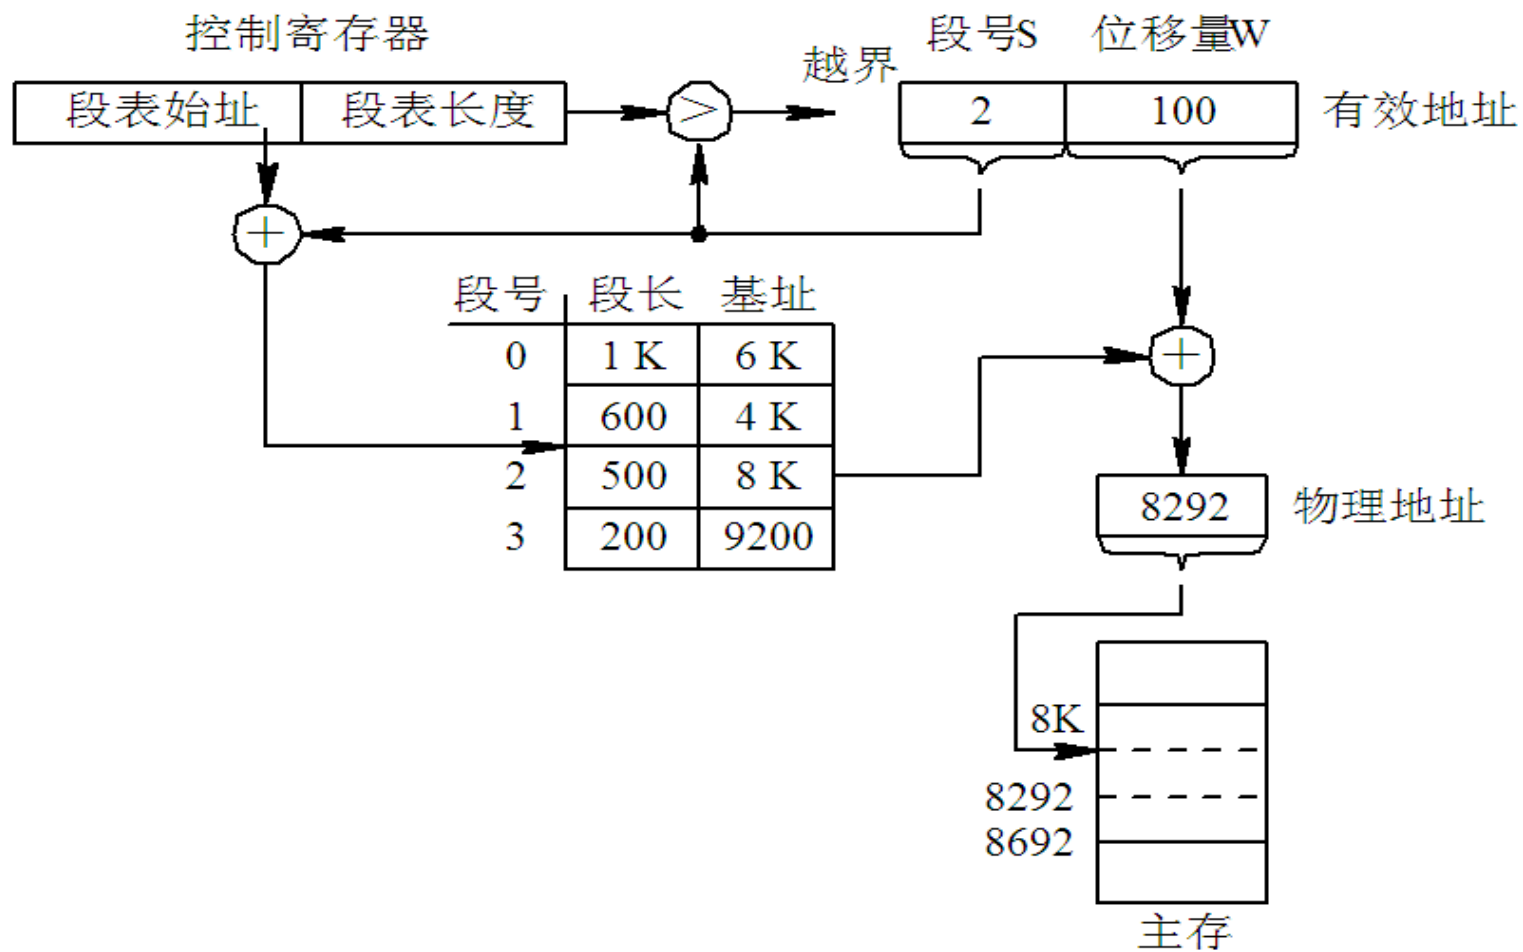 控制寄存器
段表始址 段表长度
>
越界
段号S 位移量W
2 100
有效地址
+
段号 段长 基址
0 1 K 6 K
1 600 4 K
2 500 8 K
3 200 9200
+
8292
物理地址
8K
8292
8692
主存